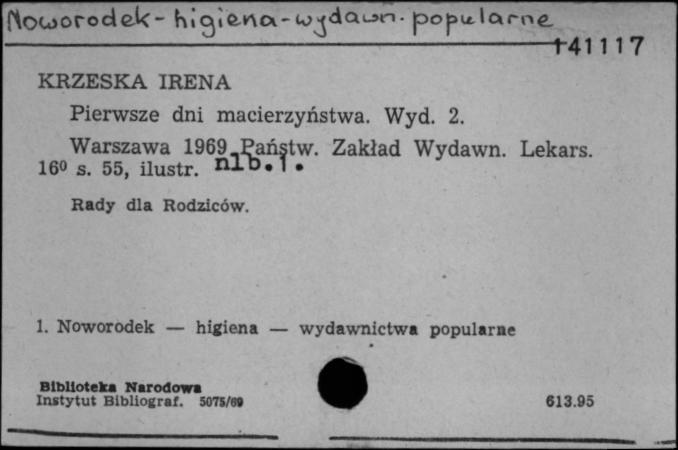 Noworodek - higiena - wydawn. popularne
141117
KRZESKA IRENA
Pierwsze dni macierzyństwa. Wyd. 2.
Warszawa 1969 Państw. Zakład Wydawn. Lekars.
16⁰ s. 55, ilustr. nlb. 1.
Rady dla Rodziców.
1. Noworodek — higiena — wydawnictwa popularne
Biblioteka Narodowa
Instytut Bibliograf. 5075/69
613.95